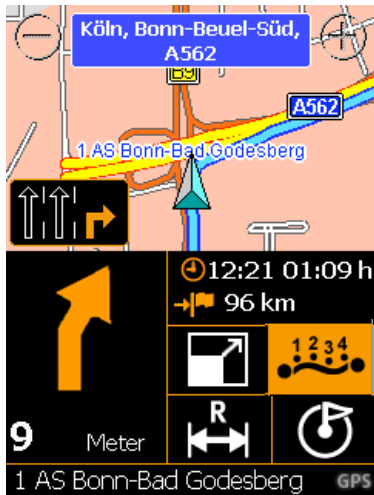 Köln, Bonn-Beuel-Süd,
A562
B9
A562
1 AS Bonn-Bad Godesberg
12:21 01:09 h
96 km
1 2 3 4
R
9 Meter
1 AS Bonn-Bad Godesberg GPS